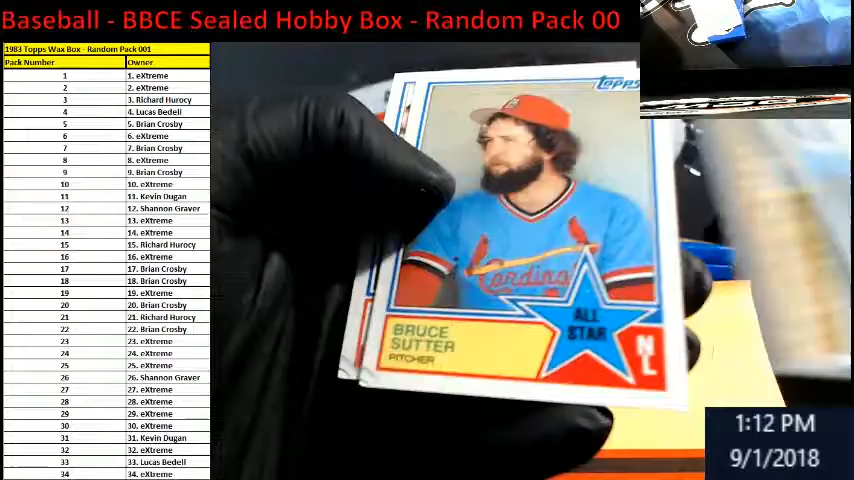 Baseball - BBCE Sealed Hobby Box - Random Pack 00
1983 Topps Wax Box - Random Pack 001
Pack Number Owner
1 1. eXtreme
2 2. eXtreme
3 3. Richard Hurocy
4 4. Lucas Bedell
5 5. Brian Crosby
6 6. eXtreme
7 7. Brian Crosby
8 8. eXtreme
9 9. Brian Crosby
10 10. eXtreme
11 11. Kevin Dugan
12 12. Shannon Graver
13 13. eXtreme
14 14. eXtreme
15 15. Richard Hurocy
16 16. eXtreme
17 17. Brian Crosby
18 18. Brian Crosby
19 19. eXtreme
20 20. Brian Crosby
21 21. Richard Hurocy
22 22. Brian Crosby
23 23. eXtreme
24 24. eXtreme
25 25. eXtreme
26 26. Shannon Graver
27 27. eXtreme
28 28. eXtreme
29 29. eXtreme
30 30. eXtreme
31 31. Kevin Dugan
32 32. eXtreme
33 33. Lucas Bedell
34 34. eXtreme
topps
Cardinals
ALL
STAR
NL
BRUCE
SUTTER
PITCHER
1:12 PM
9/1/2018